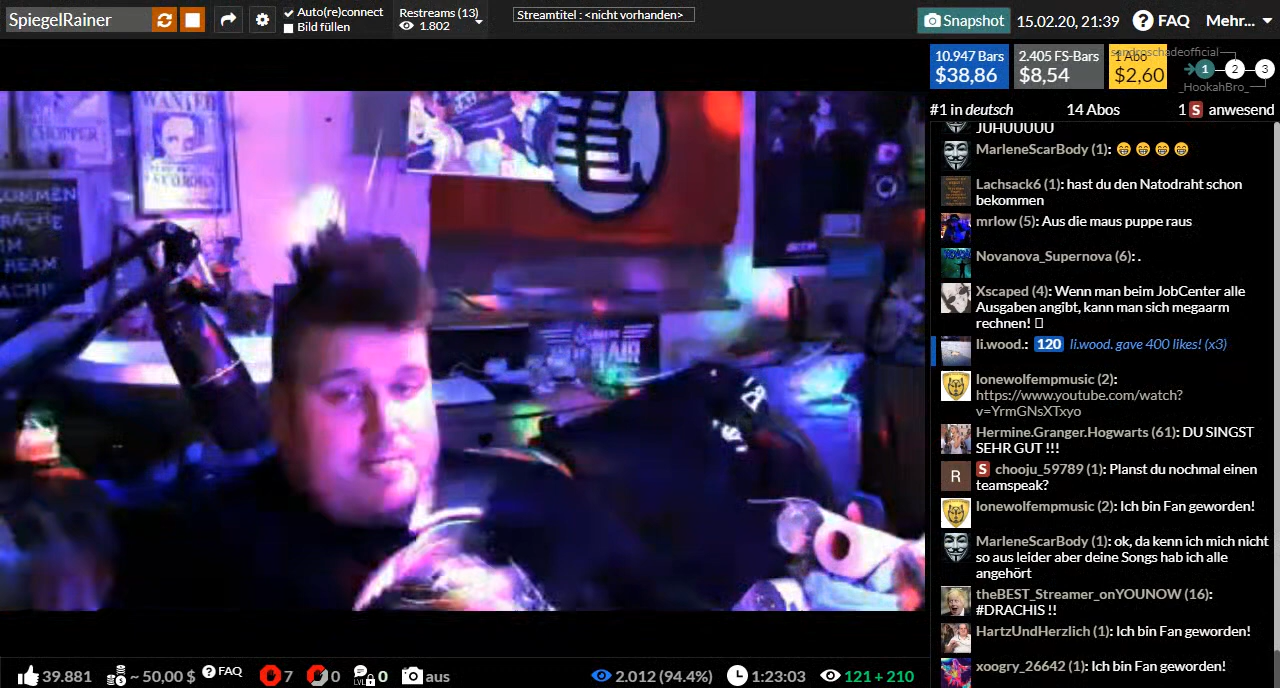 SpiegelRainer
Auto(re)connect
Bild füllen
Restreams (13)
1.802
Streamtitel : <nicht vorhanden>
Snapshot
15.02.20, 21:39
FAQ
Mehr...
10.947 Bars
$38,86
2.405 FS-Bars
$8,54
1 Abo
$2,60
sandroschadeofficial
1
2
3
_HookahBro_
#1 in deutsch
14 Abos
1 S anwesend
JUHUUUUU
MarleneScarBody (1): 😁 😁 😁 😁
Lachsack6 (1): hast du den Natodraht schon
bekommen
mrlow (5): Aus die maus puppe raus
Novanova_Supernova (6): .
Xscaped (4): Wenn man beim JobCenter alle
Ausgaben angibt, kann man sich megaarm
rechnen!
li.wood.: 120 li.wood. gave 400 likes! (x3)
lonewolfempmusic (2):
https://www.youtube.com/watch?
v=YrmGNsXTxyo
Hermine.Granger.Hogwarts (61): DU SINGST
SEHR GUT !!!
R
S chooju_59789 (1): Planst du nochmal einen
teamspeak?
lonewolfempmusic (2): Ich bin Fan geworden!
MarleneScarBody (1): ok, da kenn ich mich nicht
so aus leider aber deine Songs hab ich alle
angehört
theBEST_Streamer_onYOUNOW (16):
#DRACHIS !!
HartzUndHerzlich (1): Ich bin Fan geworden!
xoogry_26642 (1): Ich bin Fan geworden!
WANTED
CHOPPER
亀
39.881
~ 50,00 $
FAQ
7
0
LVL
0
aus
2.012 (94.4%)
1:23:03
121 + 210